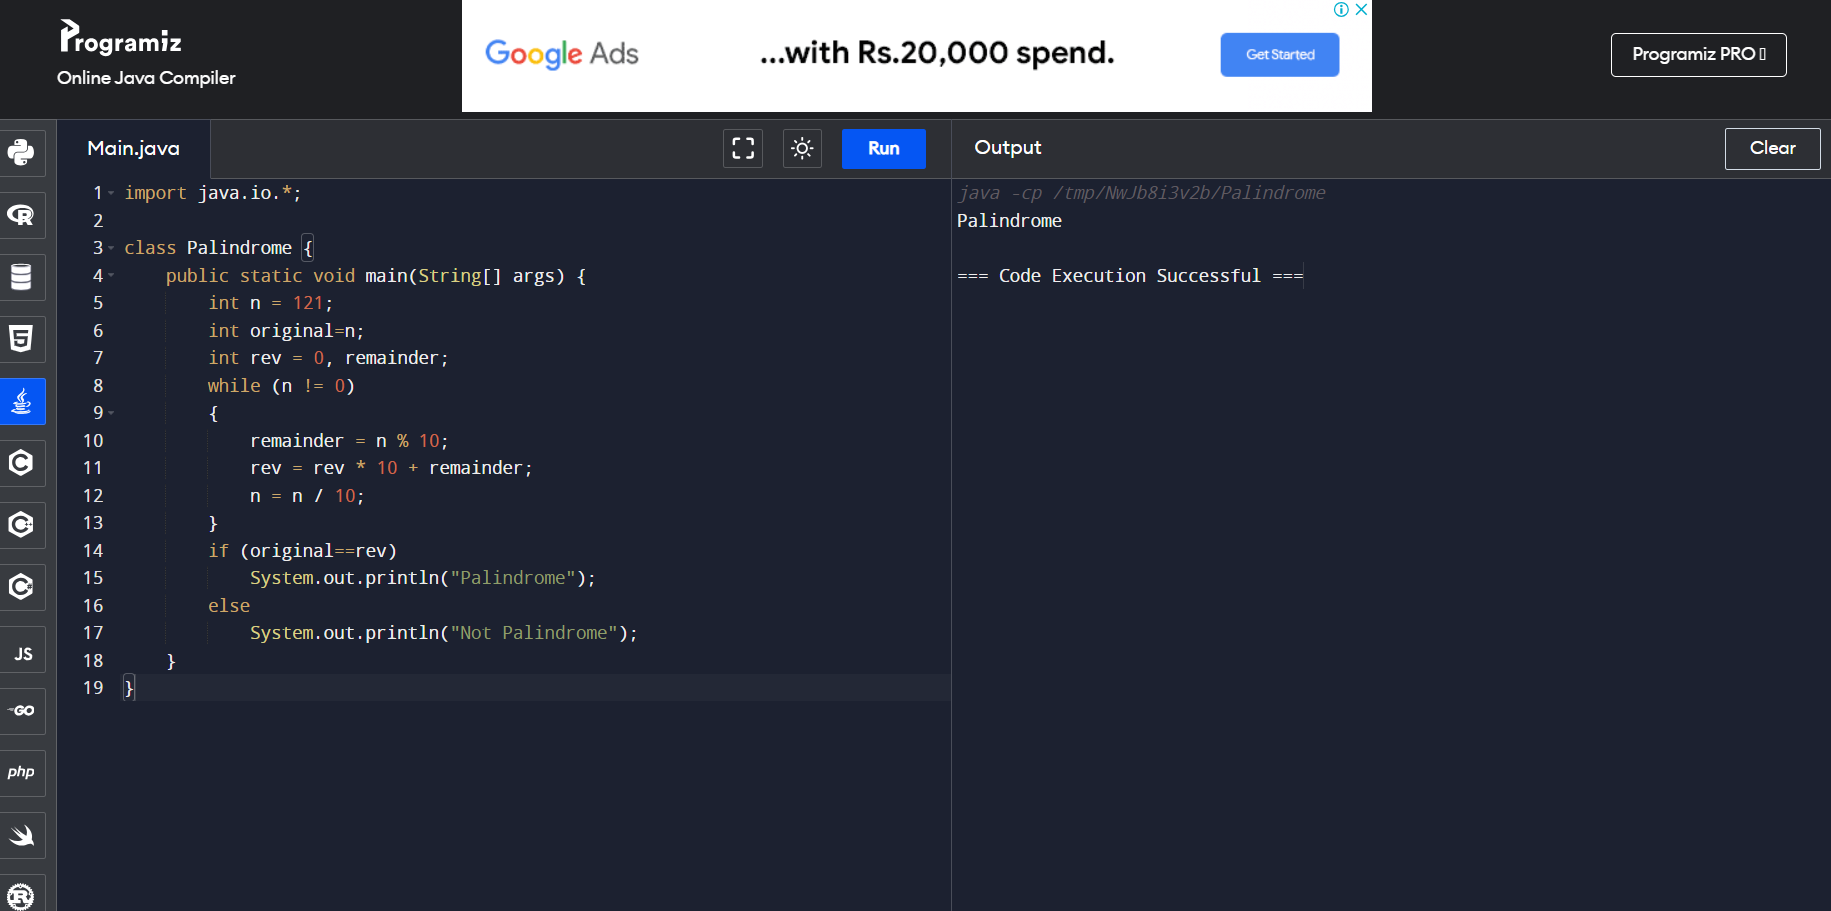 Programiz
Online Java Compiler
Google Ads
...with Rs.20,000 spend.
Get Started
Programiz PRO
Main.java
Run
Output
Clear
1 import java.io.*;
2
3 class Palindrome {
4     public static void main(String[] args) {
5         int n = 121;
6         int original=n;
7         int rev = 0, remainder;
8         while (n != 0)
9         {
10             remainder = n % 10;
11             rev = rev * 10 + remainder;
12             n = n / 10;
13         }
14         if (original==rev)
15             System.out.println("Palindrome");
16         else
17             System.out.println("Not Palindrome");
18     }
19 }
java -cp /tmp/NwJb8i3v2b/Palindrome
Palindrome
=== Code Execution Successful ===
R
5
C
C++
C#
JS
GO
php
R